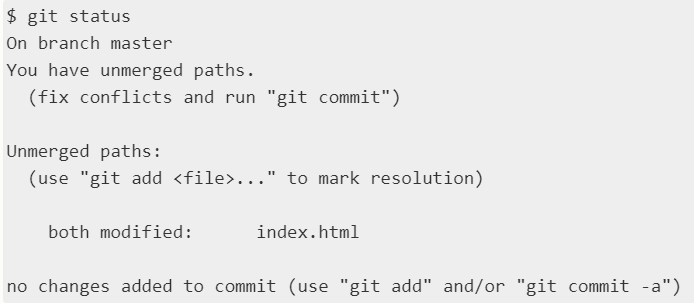 $ git status
On branch master
You have unmerged paths.
  (fix conflicts and run "git commit")

Unmerged paths:
  (use "git add <file>..." to mark resolution)

    both modified:      index.html

no changes added to commit (use "git add" and/or "git commit -a")